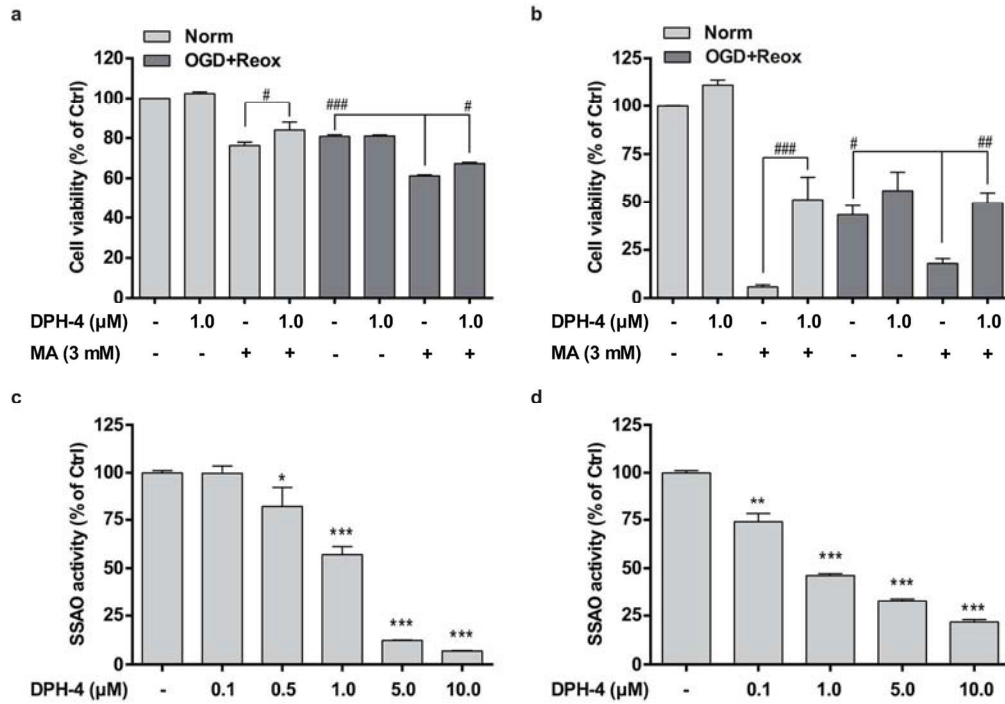 a
Norm
OGD+Reox
Cell viability (% of Ctrl)
120
100
80
60
40
20
0
#
###
#
DPH-4 (µM) - 1.0 - 1.0 - 1.0 - 1.0
MA (3 mM) - - + + - - + +
b
Norm
OGD+Reox
Cell viability (% of Ctrl)
125
100
75
50
25
0
###
#
##
DPH-4 (µM) - 1.0 - 1.0 - 1.0 - 1.0
MA (3 mM) - - + + - - + +
c
SSAO activity (% of Ctrl)
125
100
75
50
25
0
*
***
***
***
DPH-4 (µM) - 0.1 0.5 1.0 5.0 10.0
d
SSAO activity (% of Ctrl)
125
100
75
50
25
0
**
***
***
***
DPH-4 (µM) - 0.1 1.0 5.0 10.0